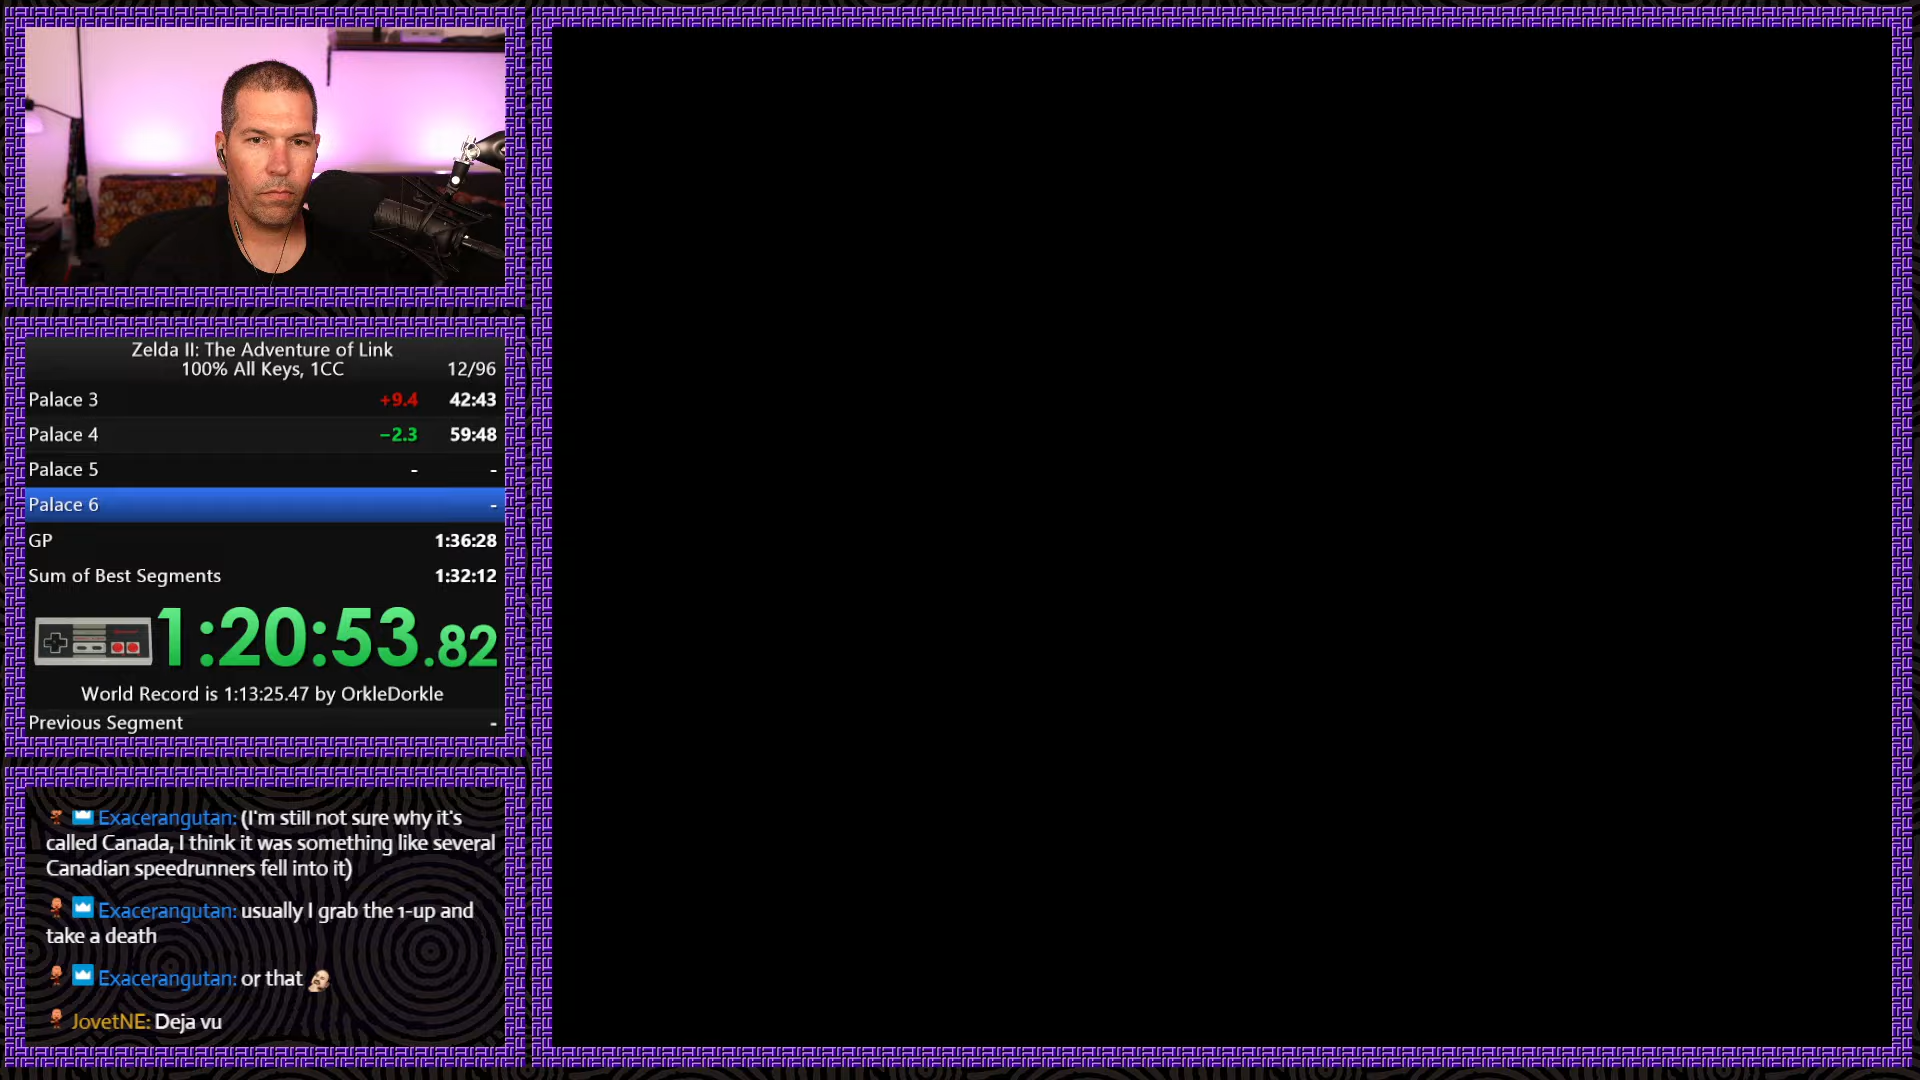 Zelda II: The Adventure of Link
100% All Keys, 1CC 12/96
Palace 3 +9.4 42:43
Palace 4 −2.3 59:48
Palace 5 - -
Palace 6 -
GP 1:36:28
Sum of Best Segments 1:32:12
1:20:53.82
World Record is 1:13:25.47 by OrkleDorkle
Previous Segment -
Exacerangutan: (I'm still not sure why it's
called Canada, I think it was something like several
Canadian speedrunners fell into it)
Exacerangutan: usually I grab the 1-up and
take a death
Exacerangutan: or that
JovetNE: Deja vu